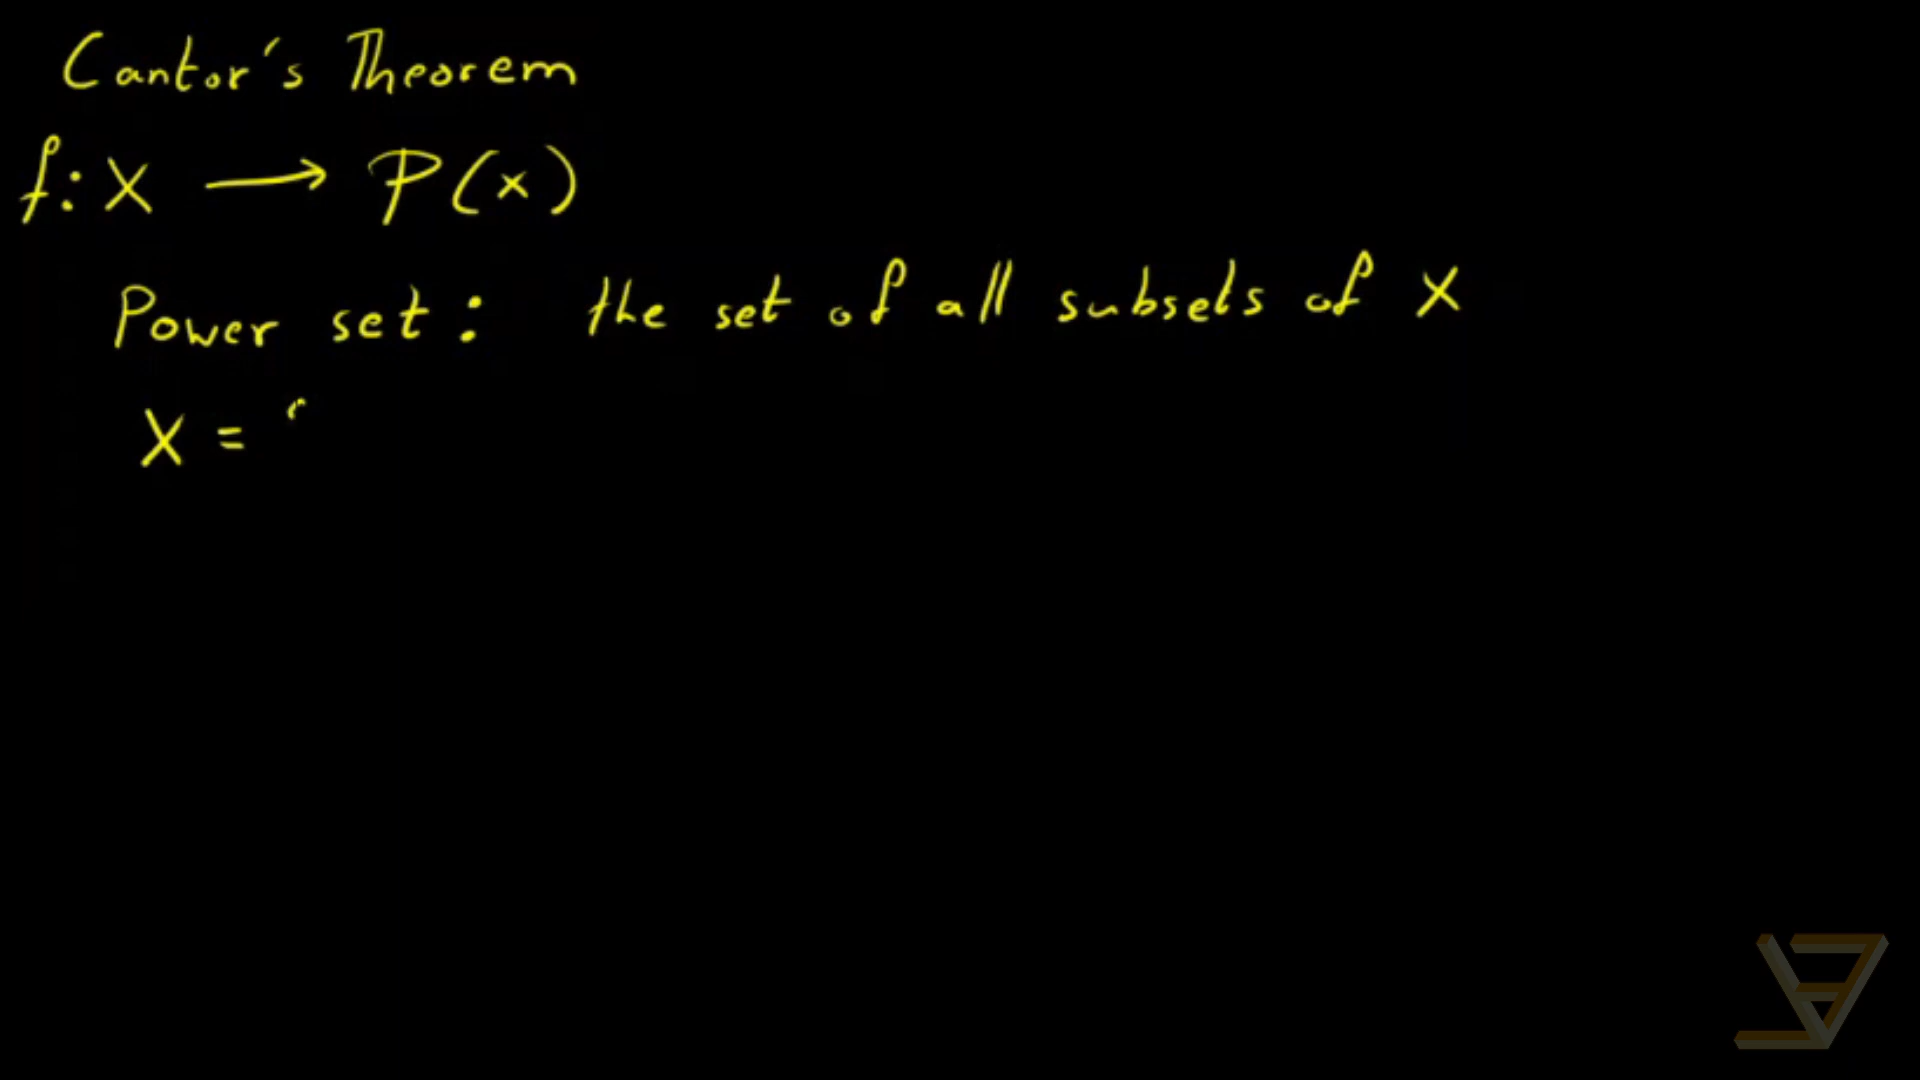 Cantor's Theorem
f: X → P(x)
Power set: the set of all subsets of X
X =